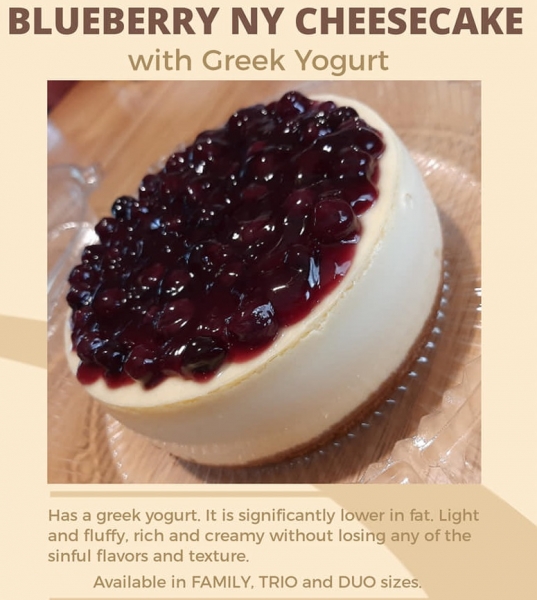 BLUEBERRY NY CHEESECAKE
with Greek Yogurt
Has a greek yogurt. It is significantly lower in fat. Light
and fluffy, rich and creamy without losing any of the
sinful flavors and texture.
Available in FAMILY, TRIO and DUO sizes.